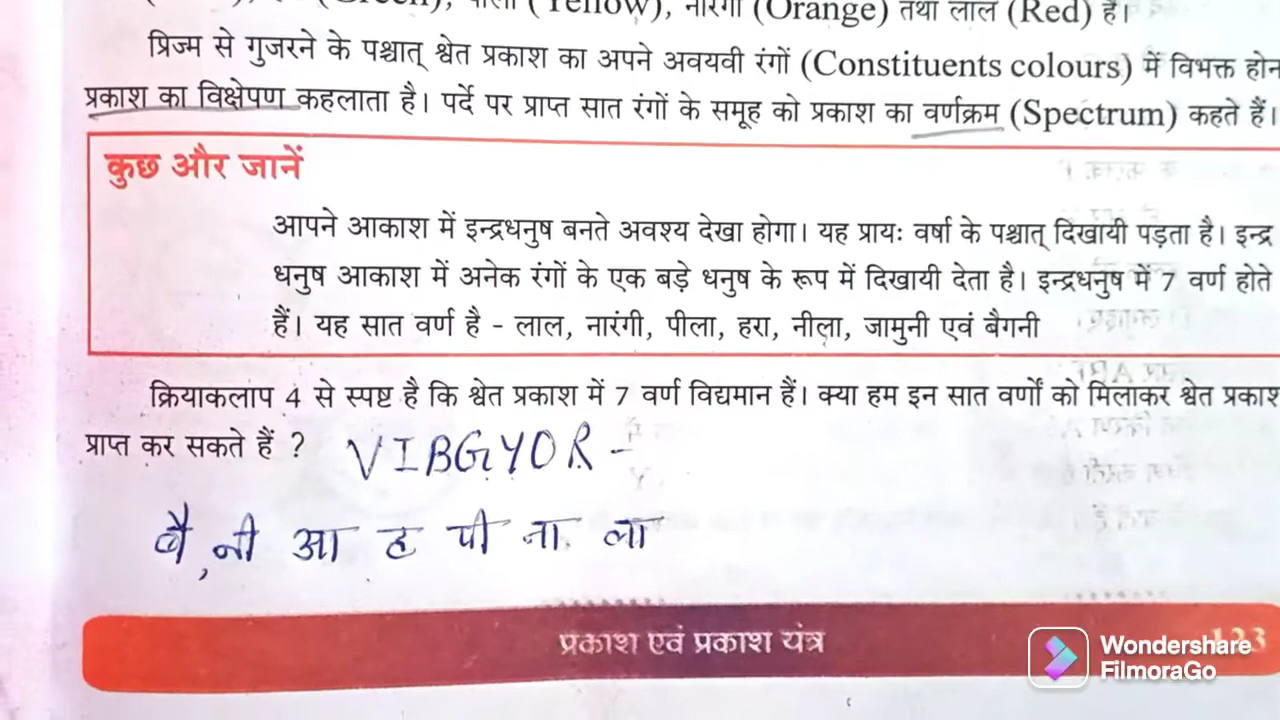 (Green), पीला (Yellow), नारंगी (Orange) तथा लाल (Red) हैं।
प्रिज्म से गुजरने के पश्चात् श्वेत प्रकाश का अपने अवयवी रंगों (Constituents colours) में विभक्त होन
प्रकाश का विक्षेपण कहलाता है। पर्दे पर प्राप्त सात रंगों के समूह को प्रकाश का वर्णक्रम (Spectrum) कहते हैं।
कुछ और जानें
आपने आकाश में इन्द्रधनुष बनते अवश्य देखा होगा। यह प्रायः वर्षा के पश्चात् दिखायी पड़ता है। इन्द्र
धनुष आकाश में अनेक रंगों के एक बड़े धनुष के रूप में दिखायी देता है। इन्द्रधनुष में 7 वर्ण होते
हैं। यह सात वर्ण है - लाल, नारंगी, पीला, हरा, नीला, जामुनी एवं बैगनी
क्रियाकलाप 4 से स्पष्ट है कि श्वेत प्रकाश में 7 वर्ण विद्यमान हैं। क्या हम इन सात वर्णों को मिलाकर श्वेत प्रकाश
प्राप्त कर सकते हैं ? VIBGYOR -
बै, नी आ ह पी ना ला
प्रकाश एवं प्रकाश यंत्र 123
Wondershare
FilmoraGo